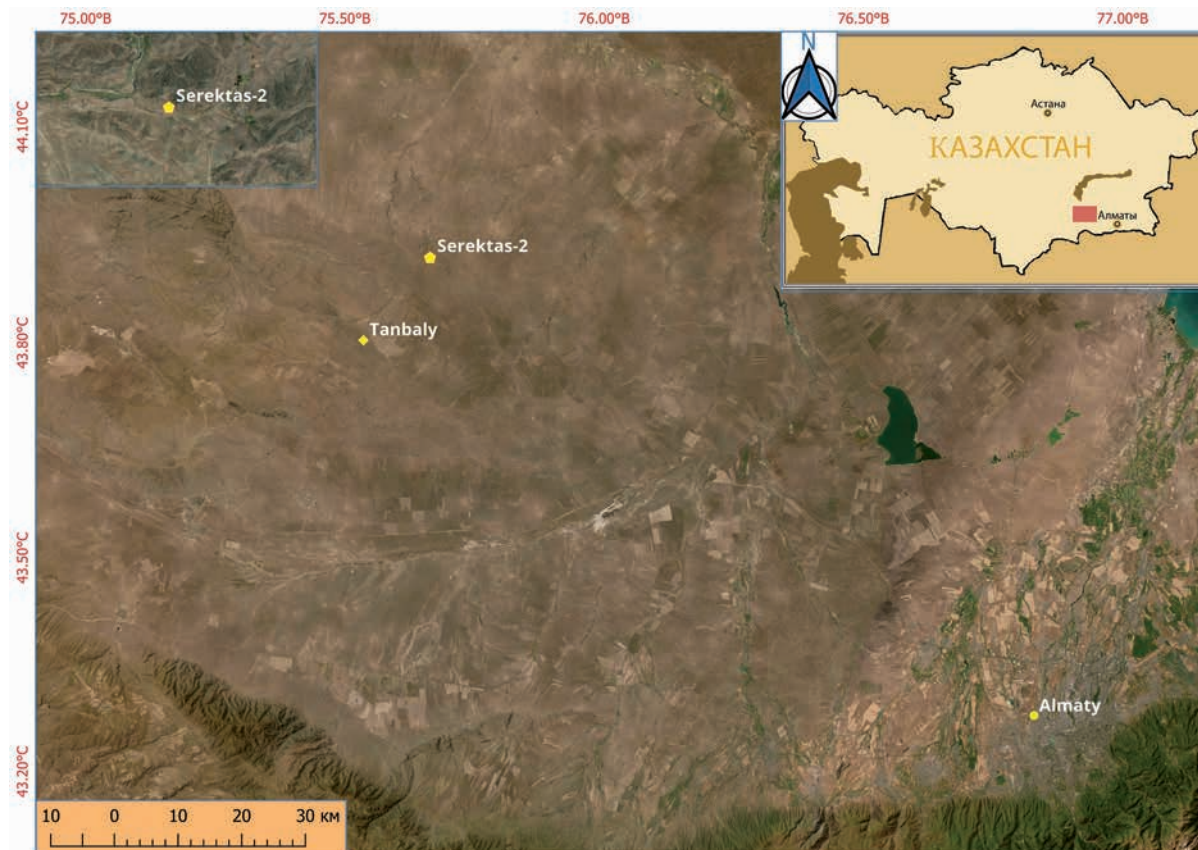 75.00°В
75.50°В
76.00°В
76.50°В
77.00°В
44.10°С
43.80°С
43.50°С
43.20°С
Serektas-2
N
Астана
КАЗАХСТАН
Алматы
Serektas-2
Tanbaly
Almaty
10 0 10 20 30 км